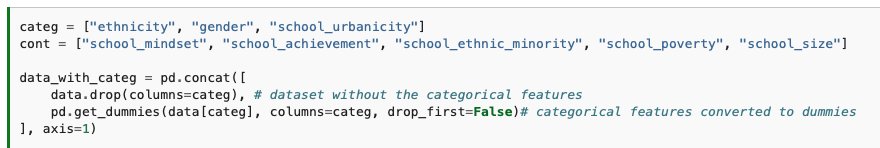 categ = ["ethnicity", "gender", "school_urbanicity"]
cont = ["school_mindset", "school_achievement", "school_ethnic_minority", "school_poverty", "school_size"]

data_with_categ = pd.concat([
    data.drop(columns=categ), # dataset without the categorical features
    pd.get_dummies(data[categ], columns=categ, drop_first=False)# categorical features converted to dummies
], axis=1)